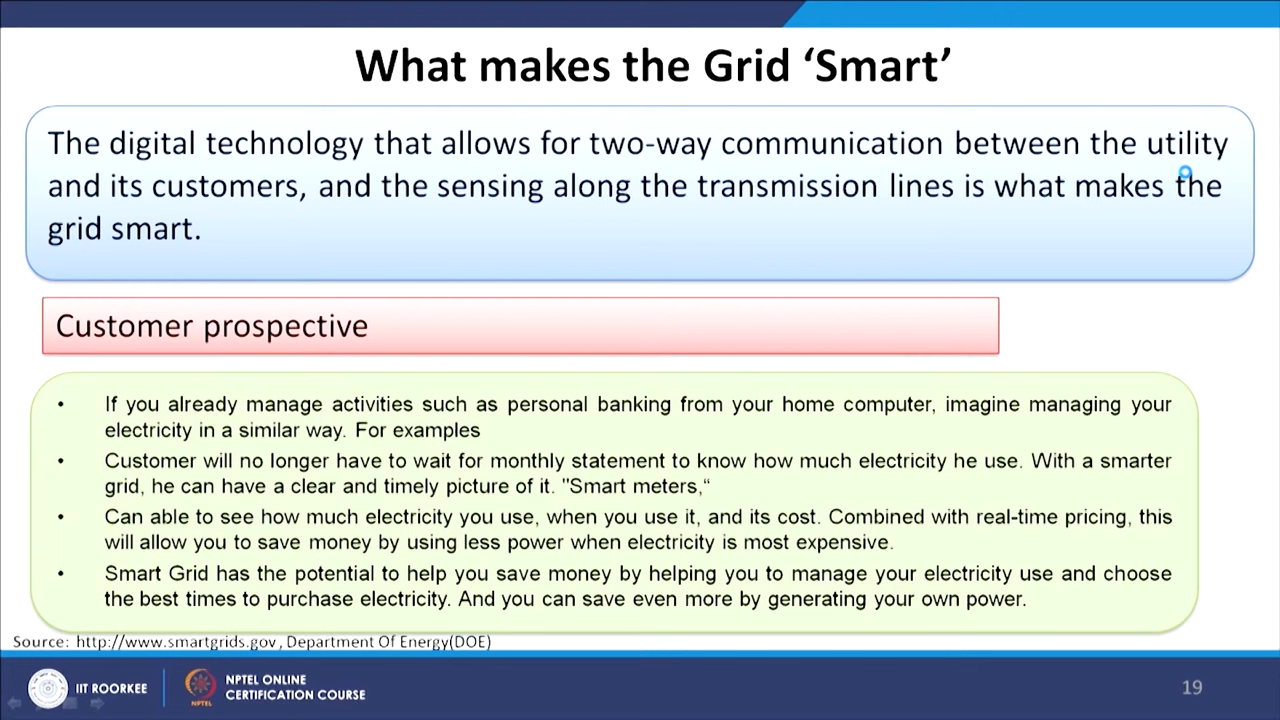 What makes the Grid ‘Smart’
The digital technology that allows for two-way communication between the utility
and its customers, and the sensing along the transmission lines is what makes the
grid smart.
Customer prospective
• If you already manage activities such as personal banking from your home computer, imagine managing your
electricity in a similar way. For examples
• Customer will no longer have to wait for monthly statement to know how much electricity he use. With a smarter
grid, he can have a clear and timely picture of it. "Smart meters,“
• Can able to see how much electricity you use, when you use it, and its cost. Combined with real-time pricing, this
will allow you to save money by using less power when electricity is most expensive.
• Smart Grid has the potential to help you save money by helping you to manage your electricity use and choose
the best times to purchase electricity. And you can save even more by generating your own power.
Source: http://www.smartgrids.gov, Department Of Energy(DOE)
IIT ROORKEE
NPTEL
NPTEL ONLINE
CERTIFICATION COURSE
19